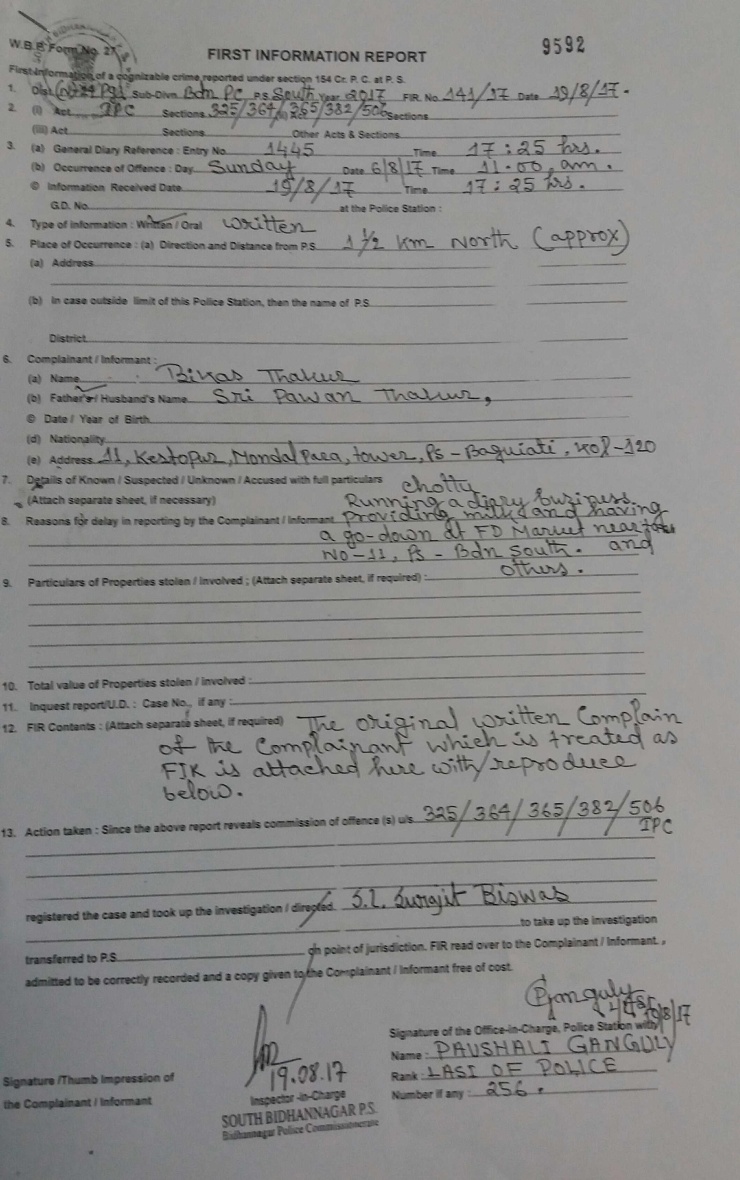 W.B.P. Form No. 27
FIRST INFORMATION REPORT
9592
First Information of a cognizable crime reported under section 154 Cr. P. C. at P. S.
1. Dist. (N) 24 Pgs Sub-Divn. Bdn PC P.S. South Year 2017 FIR. No. 141/17 Date 19/8/17.
2. (i) Act IPC Sections 325/364/365/382/506 Sections
(iii) Act Sections Other Acts & Sections
3. (a) General Diary Reference : Entry No. 1445 Time 17:25 hrs.
(b) Occurrence of Offence : Day Sunday Date 6/8/17 Time 11.00, am.
© Information Received Date 19/8/17 Time 17:25 hrs.
G.D. No. at the Police Station :
4. Type of information : Written / Oral Written
5. Place of Occurrence : (a) Direction and Distance from P.S. 1 1/2 Km North (approx)
(a) Address
(b) in case outside limit of this Police Station, then the name of P.S.
District
6. Complainant / Informant :
(a) Name : Bikas Thakur
(b) Father's / Husband's Name Sri Pawan Thakur,
© Date / Year of Birth
(d) Nationality
(e) Address 11, Kestopur, Mondal Para, tower, Ps - Baguiati, Kol-120
7. Details of Known / Suspected / Unknown / Accused with full particulars chotty
(Attach separate sheet, if necessary) Running a diary buziness
8. Reasons for delay in reporting by the Complainant / Informant Providing milk and having
a go-down at FD Market near
No-11, Ps - Bdn South. and
others.
9. Particulars of Properties stolen / involved ; (Attach separate sheet, if required) :
10. Total value of Properties stolen / involved :
11. Inquest report/U.D. : Case No., if any :
12. FIR Contents : (Attach separate sheet, if required) The original written Complain
of the Complainant which is treated as
FIR is attached here with/reproduce
below.
13. Action taken : Since the above report reveals commission of offence (s) u/s. 325/364/365/382/506
IPC
registered the case and took up the investigation / directed S.I. Surajit Biswas
to take up the investigation
transferred to P.S. on point of jurisdiction. FIR read over to the Complainant / Informant,
admitted to be correctly recorded and a copy given to the Complainant / Informant free of cost.
PGanguly
19/8/17
Signature of the Office-in-Charge, Police Station with
Name : PAUSHALI GANGULY
19.08.17
Rank : LASI OF POLICE
Signature /Thumb Impression of
the Complainant / Informant
Inspector-in-Charge
Number if any : 256.
SOUTH BIDHANNAGAR P.S.
Bidhannagar Police Commissionerate